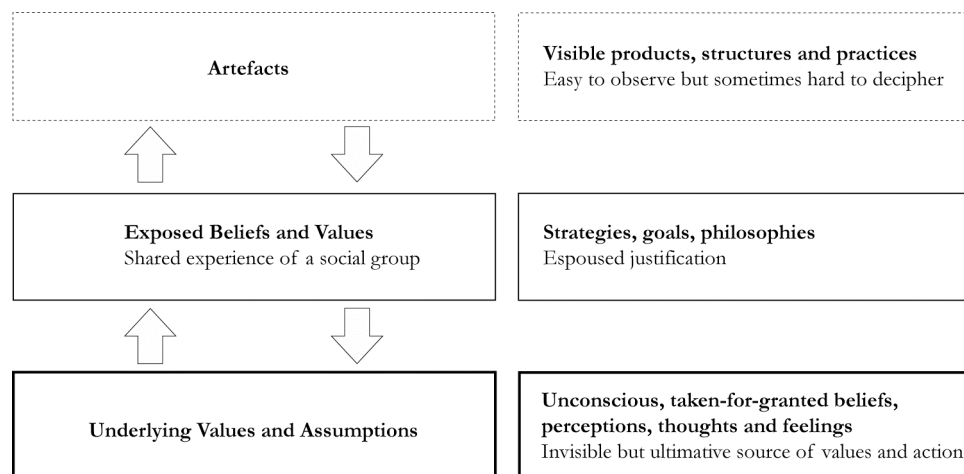 Artefacts
Visible products, structures and practices
Easy to observe but sometimes hard to decipher
Exposed Beliefs and Values
Shared experience of a social group
Strategies, goals, philosophies
Espoused justification
Underlying Values and Assumptions
Unconscious, taken-for-granted beliefs,
perceptions, thoughts and feelings
Invisible but ultimative source of values and action